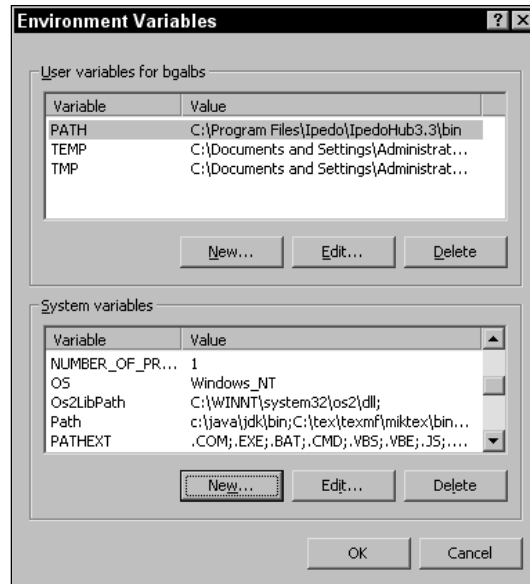 Environment Variables
User variables for bgalbs
Variable Value
PATH C:\Program Files\Ipedo\IpedoHub3.3\bin
TEMP C:\Documents and Settings\Administrat...
TMP C:\Documents and Settings\Administrat...
New... Edit... Delete
System variables
Variable Value
NUMBER_OF_PR... 1
OS Windows_NT
Os2LibPath C:\WINNT\system32\os2\dll;
Path c:\java\jdk\bin;C:\tex\texmf\miktex\bin...
PATHEXT .COM;.EXE;.BAT;.CMD;.VBS;.VBE;.JS;....
New... Edit... Delete
OK Cancel